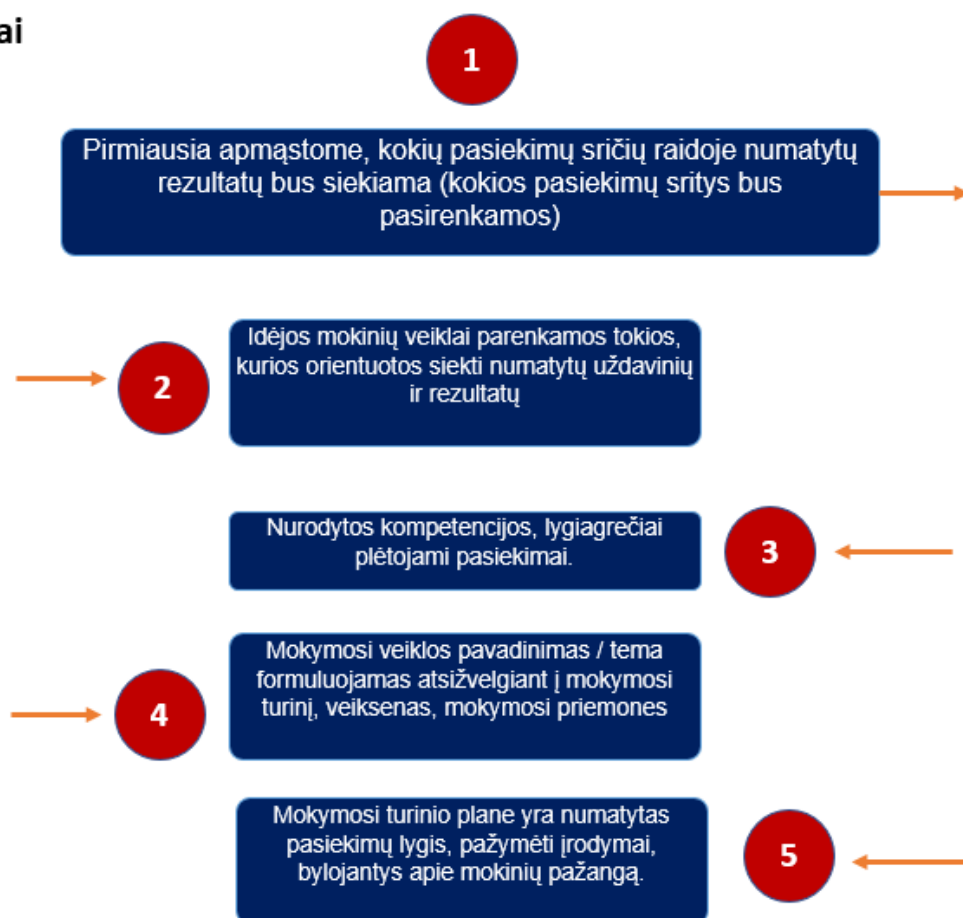 ai
1
Pirmiausia apmąstome, kokių pasiekimų sričių raidoje numatytų
rezultatų bus siekiama (kokios pasiekimų sritys bus
pasirenkamos)
2
Idėjos mokinių veiklai parenkamos tokios,
kurios orientuotos siekti numatytų uždavinių
ir rezultatų
Nurodytos kompetencijos, lygiagrečiai
plėtojami pasiekimai.
3
4
Mokymosi veiklos pavadinimas / tema
formuluojamas atsižvelgiant į mokymosi
turinį, veiksenas, mokymosi priemones
Mokymosi turinio plane yra numatytas
pasiekimų lygis, pažymėti įrodymai,
bylojantys apie mokinių pažangą.
5